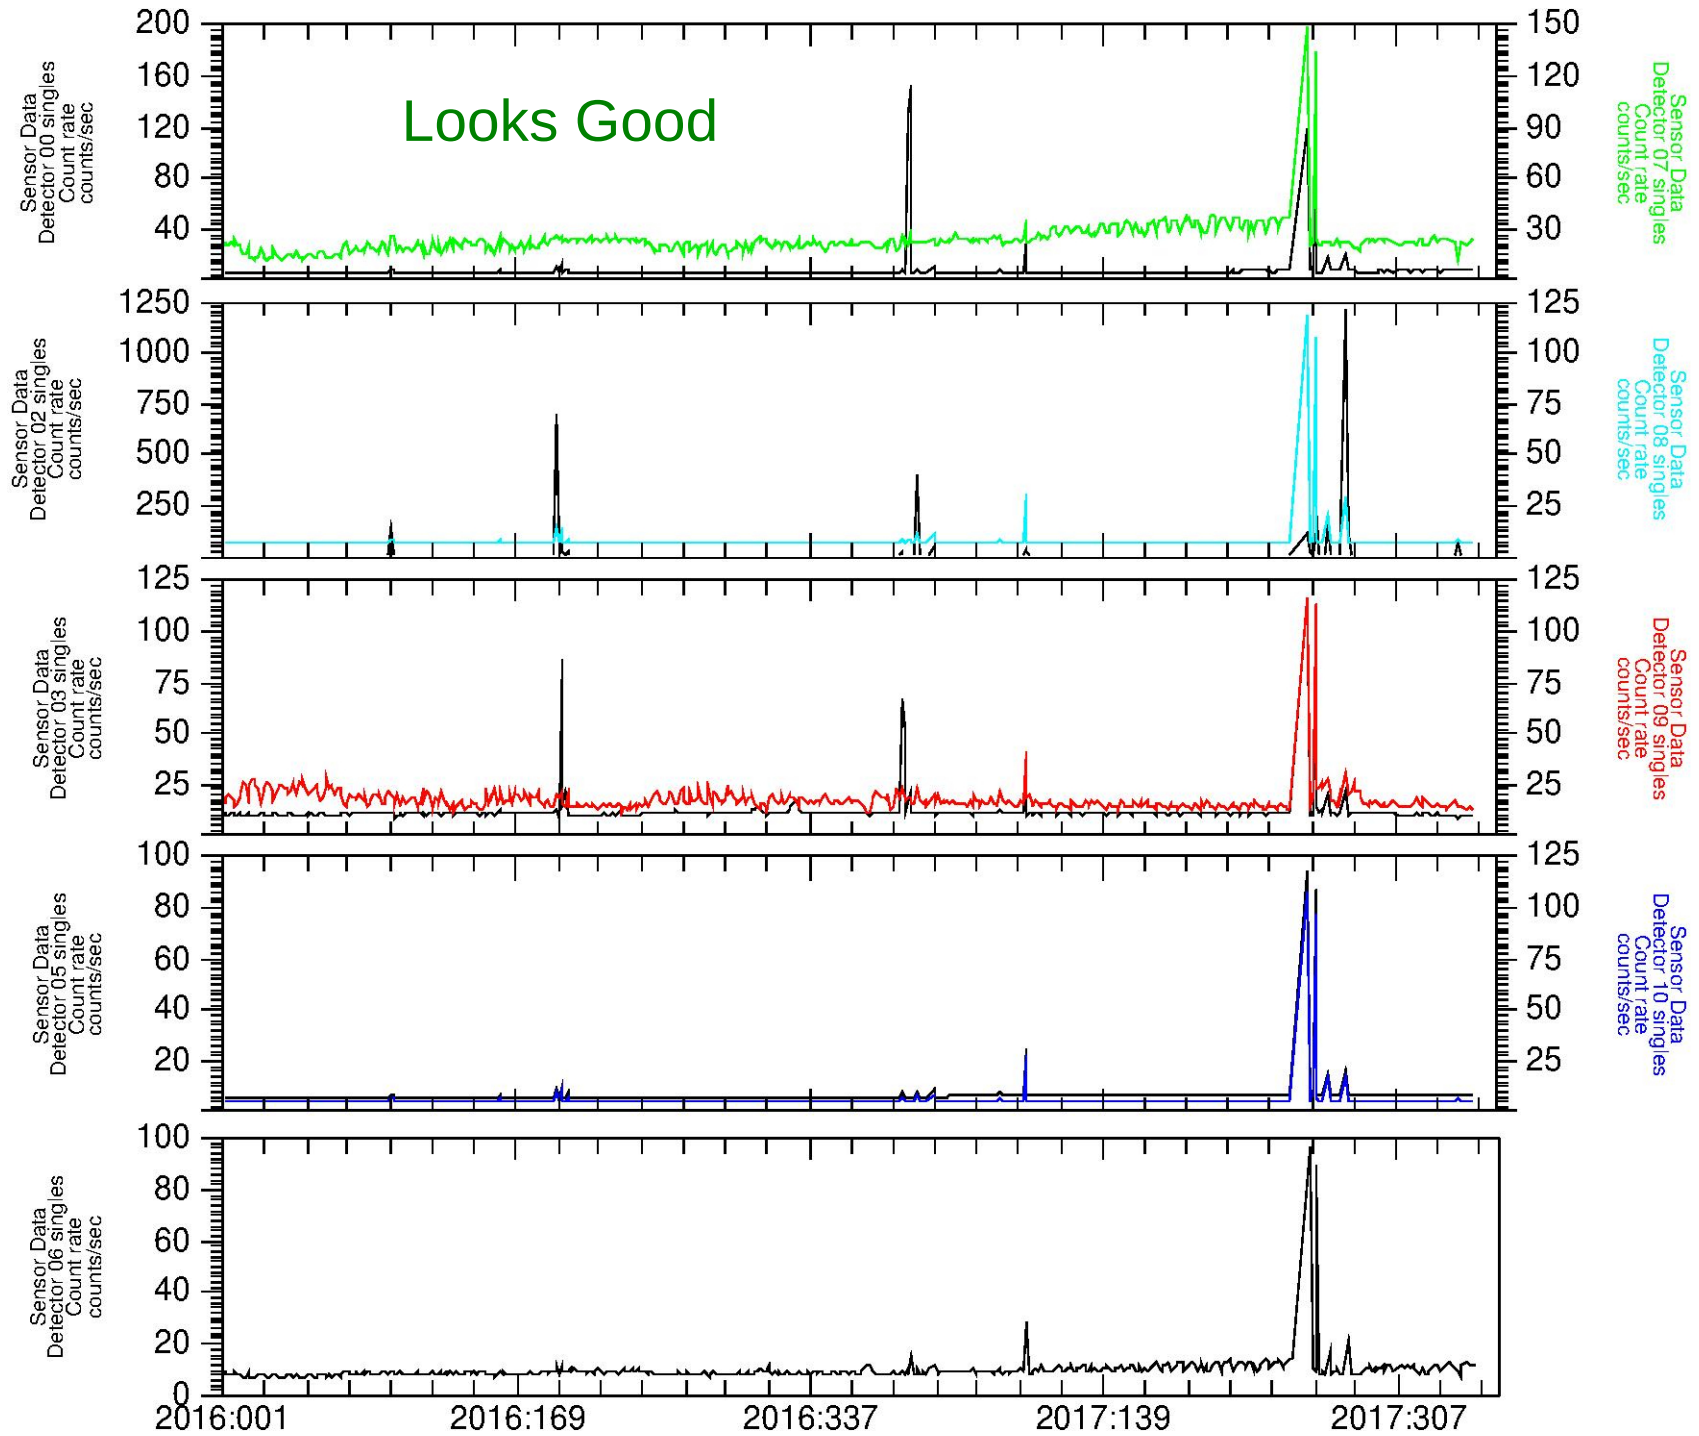 Looks Good
200
160
120
80
40
150
120
90
60
30
Sensor Data
Detector 00 singles
Count rate
counts/sec
Sensor Data
Detector 07 singles
Count rate
counts/sec
1250
1000
750
500
250
125
100
75
50
25
Sensor Data
Detector 02 singles
Count rate
counts/sec
Sensor Data
Detector 08 singles
Count rate
counts/sec
125
100
75
50
25
125
100
75
50
25
Sensor Data
Detector 03 singles
Count rate
counts/sec
Sensor Data
Detector 09 singles
Count rate
counts/sec
100
80
60
40
20
125
100
75
50
25
Sensor Data
Detector 05 singles
Count rate
counts/sec
Sensor Data
Detector 10 singles
Count rate
counts/sec
100
80
60
40
20
0
Sensor Data
Detector 06 singles
Count rate
counts/sec
2016:001 2016:169 2016:337 2017:139 2017:307